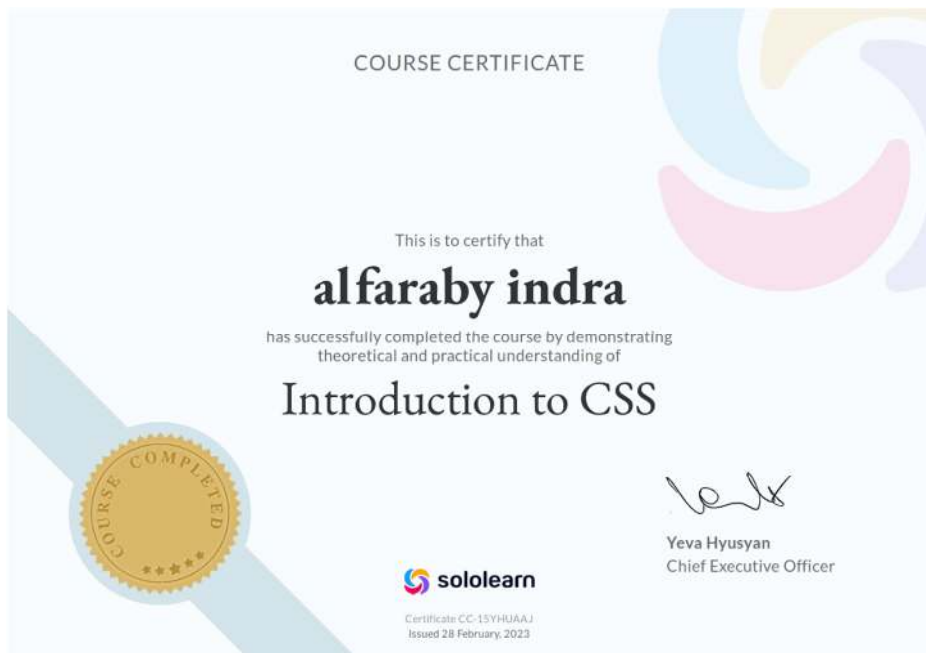 COURSE CERTIFICATE
This is to certify that
alfaraby indra
has successfully completed the course by demonstrating
theoretical and practical understanding of
Introduction to CSS
COURSE COMPLETED
Yeva Hyusyan
Chief Executive Officer
sololearn
Certificate CC-15YHUAAJ
Issued 28 February, 2023